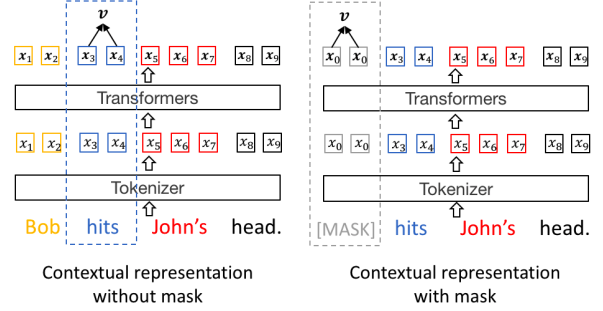 v
x1 x2 x3 x4 x5 x6 x7 x8 x9
Transformers
x1 x2 x3 x4 x5 x6 x7 x8 x9
Tokenizer
Bob hits John's head.
Contextual representation
without mask
v
x0 x0 x3 x4 x5 x6 x7 x8 x9
Transformers
x0 x0 x3 x4 x5 x6 x7 x8 x9
Tokenizer
[MASK] hits John's head.
Contextual representation
with mask